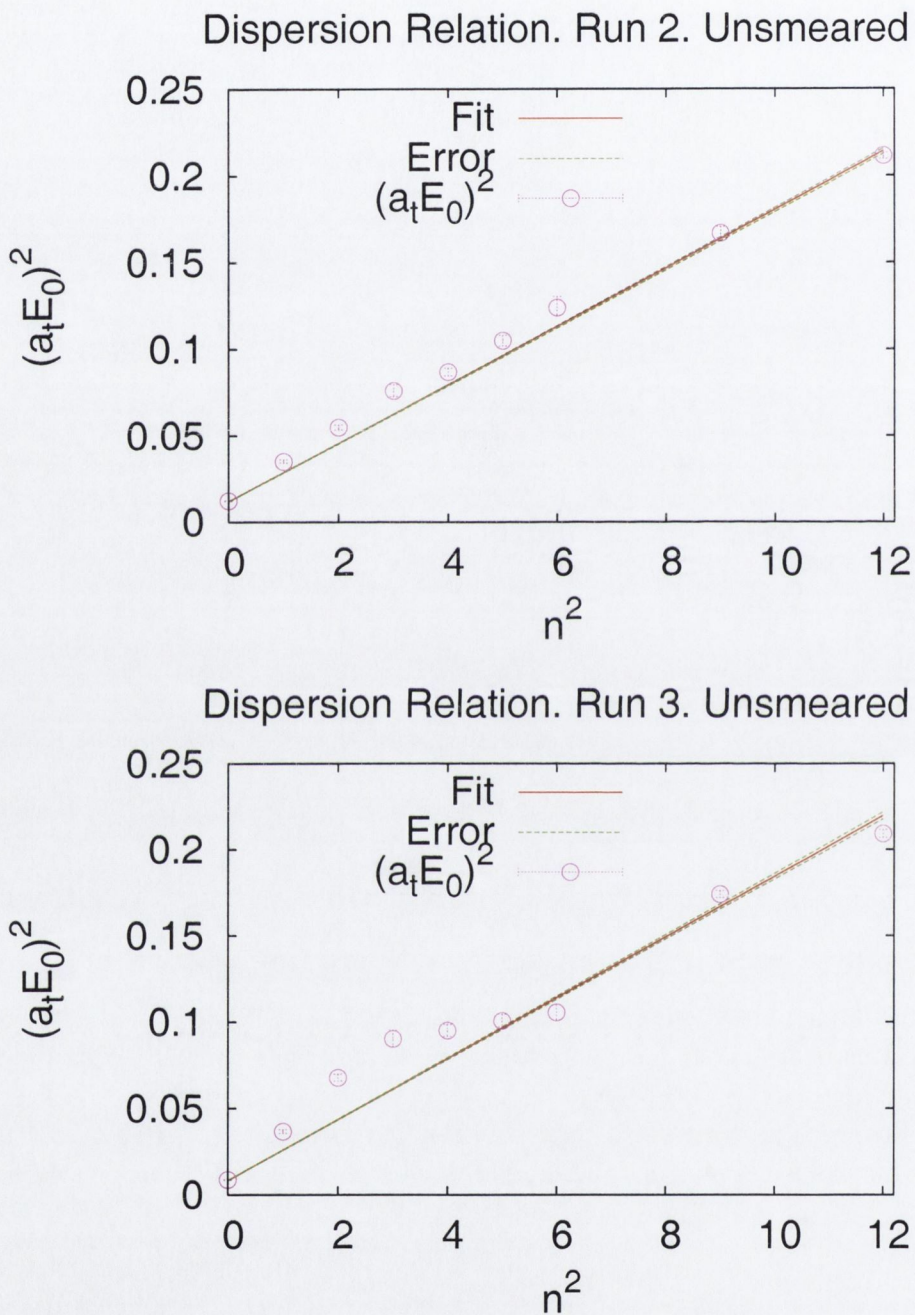 Dispersion Relation. Run 2. Unsmeared
0.25
0.2
0.15
0.1
0.05
0
(a_tE_0)^2
Fit
Error
(a_tE_0)^2
0 2 4 6 8 10 12
n^2
Dispersion Relation. Run 3. Unsmeared
0.25
0.2
0.15
0.1
0.05
0
(a_tE_0)^2
Fit
Error
(a_tE_0)^2
0 2 4 6 8 10 12
n^2